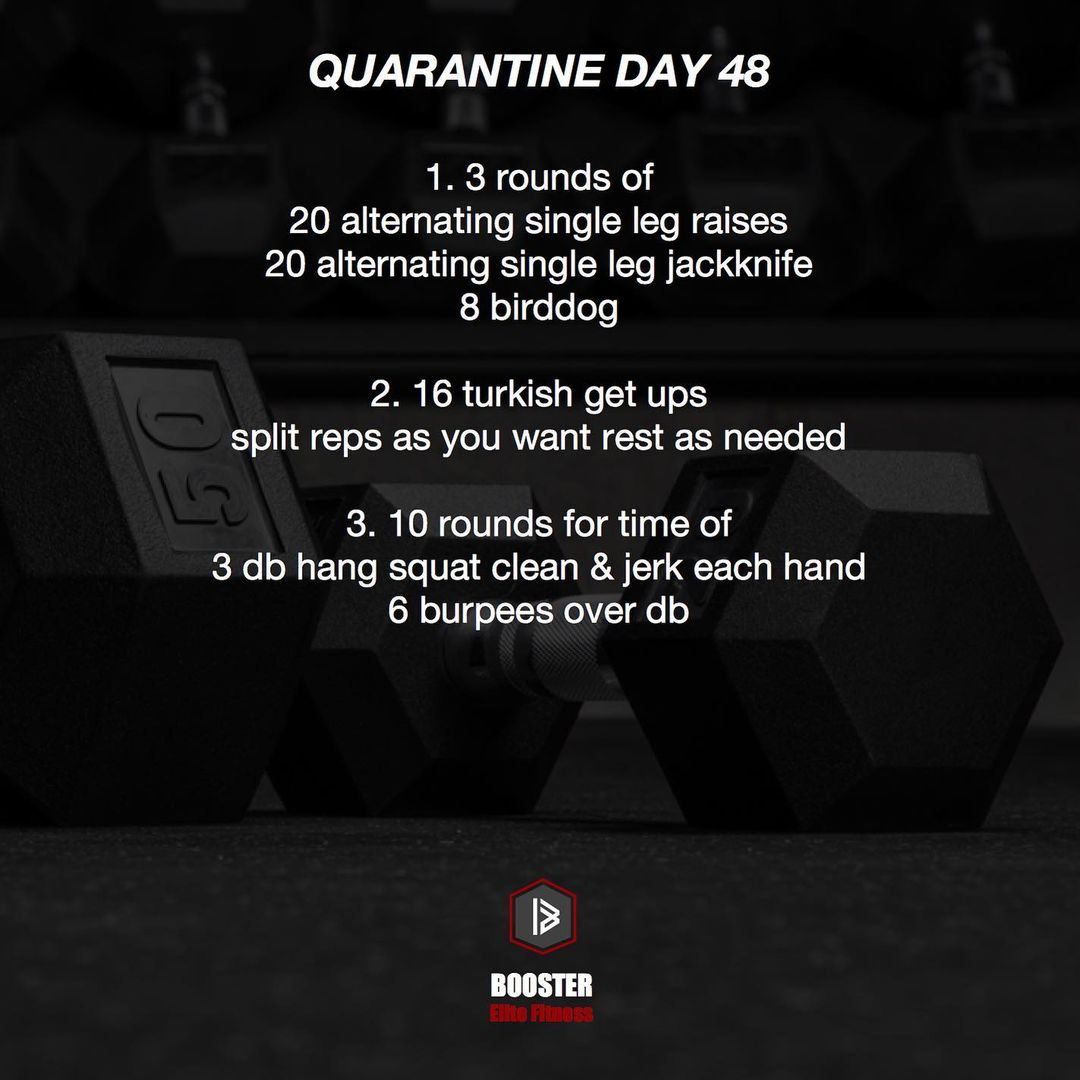 QUARANTINE DAY 48
1. 3 rounds of
20 alternating single leg raises
20 alternating single leg jackknife
8 birddog
2. 16 turkish get ups
split reps as you want rest as needed
3. 10 rounds for time of
3 db hang squat clean & jerk each hand
6 burpees over db
50
B
BOOSTER
Elite Fitness